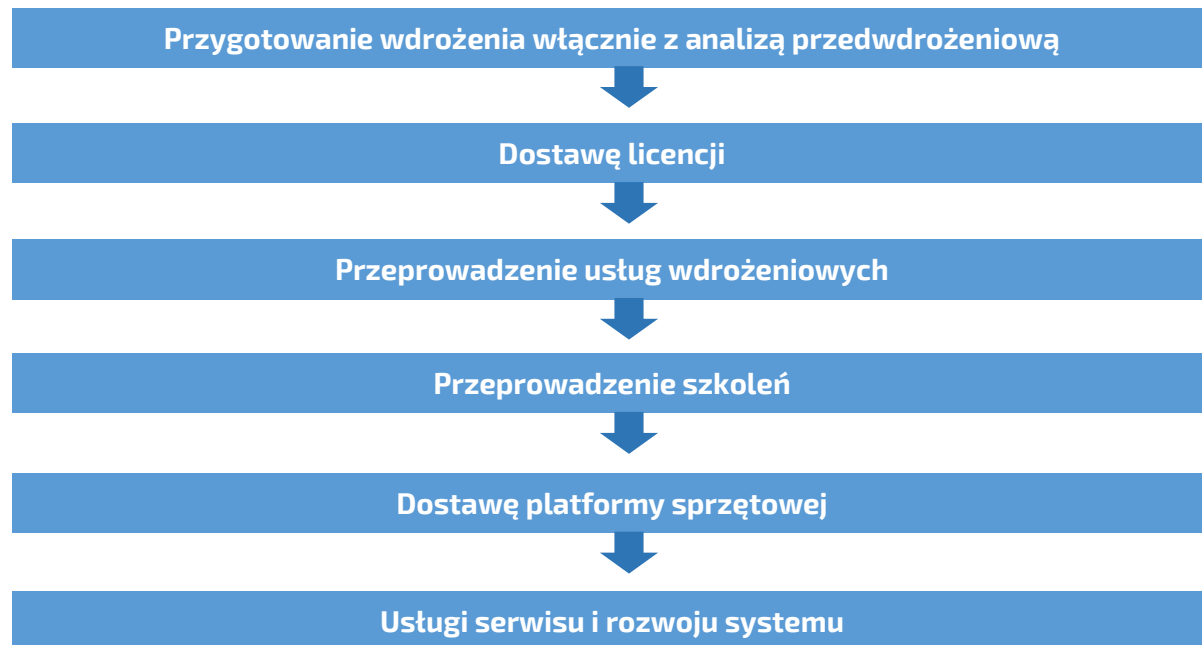 Przygotowanie wdrożenia włącznie z analizą przedwdrożeniową
Dostawę licencji
Przeprowadzenie usług wdrożeniowych
Przeprowadzenie szkoleń
Dostawę platformy sprzętowej
Usługi serwisu i rozwoju systemu